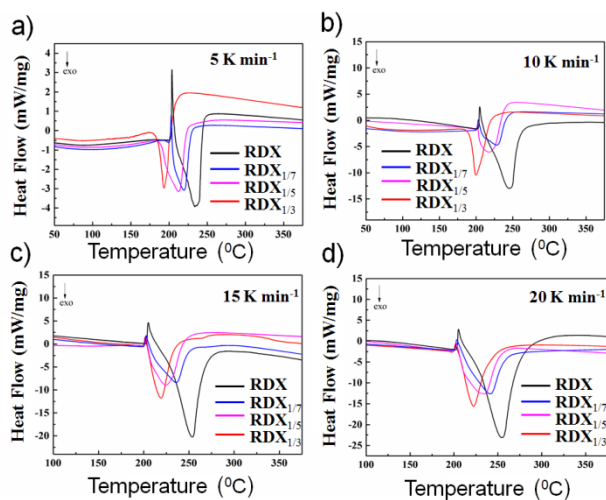 a)
5 K min⁻¹
exo
Heat Flow (mW/mg)
4
3
2
1
0
-1
-2
-3
-4
RDX
RDX1/7
RDX1/5
RDX1/3
50 100 150 200 250 300 350
Temperature (⁰C)
b)
10 K min⁻¹
exo
Heat Flow (mW/mg)
15
10
5
0
-5
-10
-15
RDX
RDX1/7
RDX1/5
RDX1/3
50 100 150 200 250 300 350
Temperature (⁰C)
c)
15 K min⁻¹
exo
Heat Flow (mW/mg)
15
10
5
0
-5
-10
-15
-20
RDX
RDX1/7
RDX1/5
RDX1/3
100 150 200 250 300 350
Temperature (⁰C)
d)
20 K min⁻¹
exo
Heat Flow (mW/mg)
20
15
10
5
0
-5
-10
-15
-20
-25
RDX
RDX1/7
RDX1/5
RDX1/3
100 150 200 250 300 350
Temperature (⁰C)